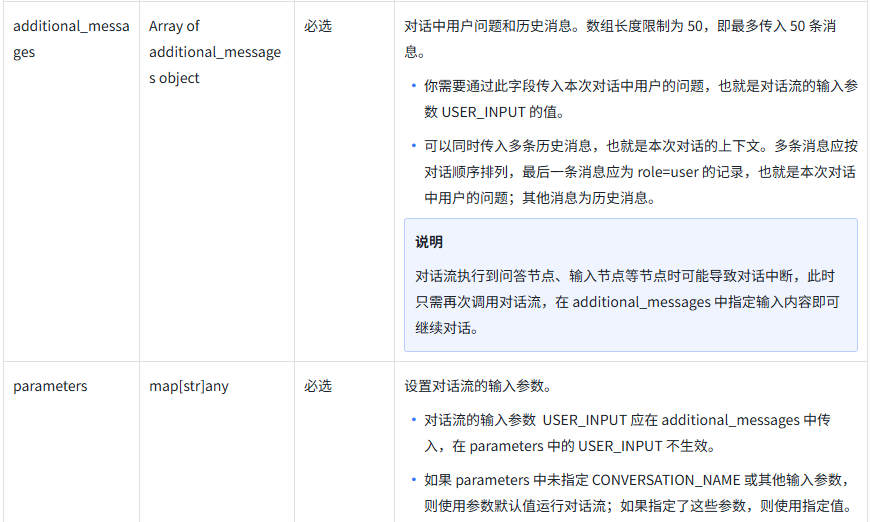 additional_messa
ges
Array of
additional_message
s object
必选
对话中用户问题和历史消息。数组长度限制为 50，即最多传入 50 条消
息。
• 你需要通过此字段传入本次对话中用户的问题，也就是对话流的输入参
数 USER_INPUT 的值。
• 可以同时传入多条历史消息，也就是本次对话的上下文。多条消息应按
对话顺序排列，最后一条消息应为 role=user 的记录，也就是本次对话
中用户的问题；其他消息为历史消息。
说明
对话流执行到问答节点、输入节点等节点时可能导致对话中断，此时
只需再次调用对话流，在 additional_messages 中指定输入内容即可
继续对话。
parameters
map[str]any
必选
设置对话流的输入参数。
• 对话流的输入参数 USER_INPUT 应在 additional_messages 中传
入，在 parameters 中的 USER_INPUT 不生效。
• 如果 parameters 中未指定 CONVERSATION_NAME 或其他输入参数，
则使用参数默认值运行对话流；如果指定了这些参数，则使用指定值。